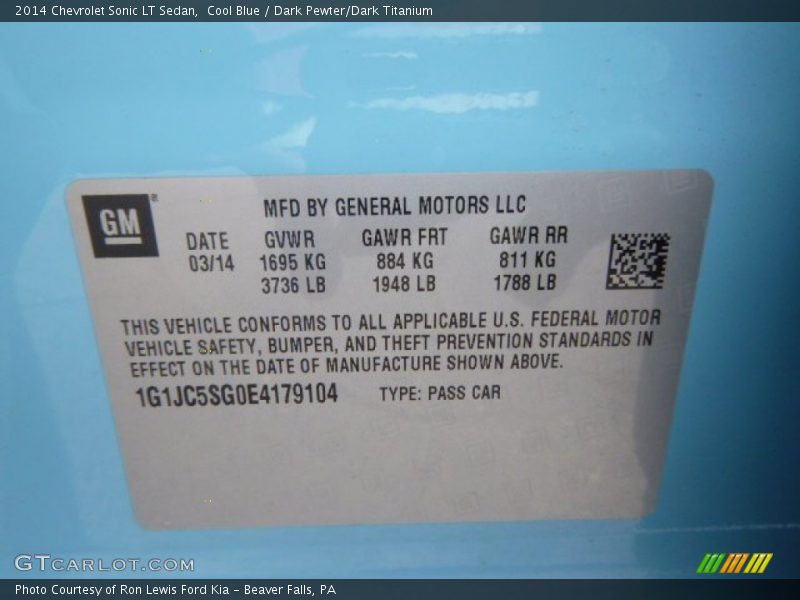 2014 Chevrolet Sonic LT Sedan,  Cool Blue / Dark Pewter/Dark Titanium
GM®
MFD BY GENERAL MOTORS LLC
DATE GVWR GAWR FRT GAWR RR
03/14 1695 KG 884 KG 811 KG
3736 LB 1948 LB 1788 LB
THIS VEHICLE CONFORMS TO ALL APPLICABLE U.S. FEDERAL MOTOR
VEHICLE SAFETY, BUMPER, AND THEFT PREVENTION STANDARDS IN
EFFECT ON THE DATE OF MANUFACTURE SHOWN ABOVE.
1G1JC5SG0E4179104 TYPE: PASS CAR
GTCARLOT.COM
Photo Courtesy of Ron Lewis Ford Kia - Beaver Falls, PA